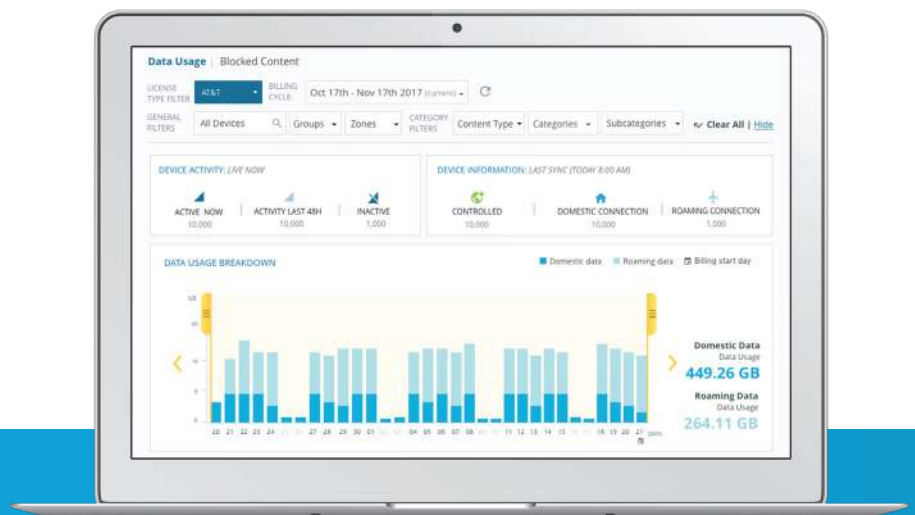 Data Usage | Blocked Content
LICENSE TYPE FILTER AT&T BILLING CYCLE: Oct 17th - Nov 17th 2017 (current)
GENERAL FILTERS All Devices Groups Zones CATEGORY FILTERS Content Type Categories Subcategories Clear All | Hide
DEVICE ACTIVITY: LIVE NOW
ACTIVE NOW ACTIVITY LAST 48H INACTIVE
10,000 10,000 1,000
DEVICE INFORMATION: LAST SYNC (TODAY 8:00 AM)
CONTROLLED DOMESTIC CONNECTION ROAMING CONNECTION
10,000 10,000 1,000
DATA USAGE BREAKDOWN
Domestic data Roaming data Billing start day
GB
5
0
20 21 22 23 24 27 28 29 30 01 04 05 06 07 08 11 12 13 14 15 18 19 20 21 (DAY)
Domestic Data
Data Usage
449.26 GB
Roaming Data
Data Usage
264.11 GB